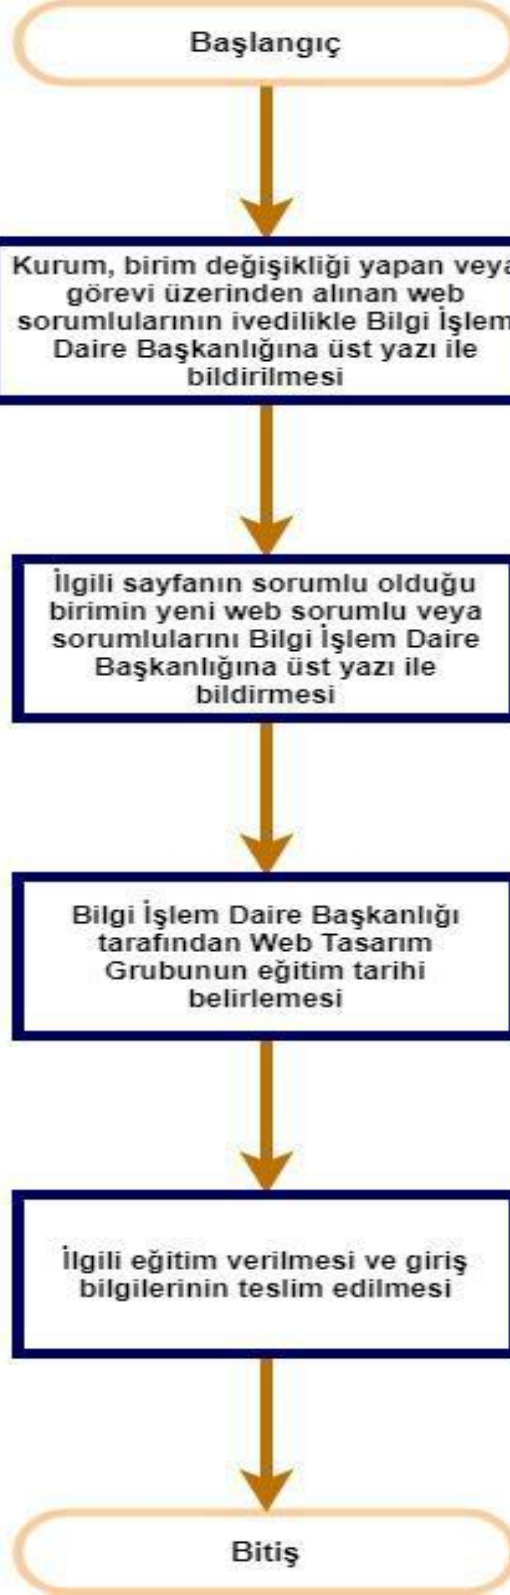 Başlangıç
Kurum, birim değişikliği yapan veya
görevi üzerinden alınan web
sorumlularının ivedilikle Bilgi İşlem
Daire Başkanlığına üst yazı ile
bildirilmesi
İlgili sayfanın sorumlu olduğu
birimin yeni web sorumlu veya
sorumlularını Bilgi İşlem Daire
Başkanlığına üst yazı ile
bildirmesi
Bilgi İşlem Daire Başkanlığı
tarafından Web Tasarım
Grubunun eğitim tarihi
belirlemesi
İlgili eğitim verilmesi ve giriş
bilgilerinin teslim edilmesi
Bitiş